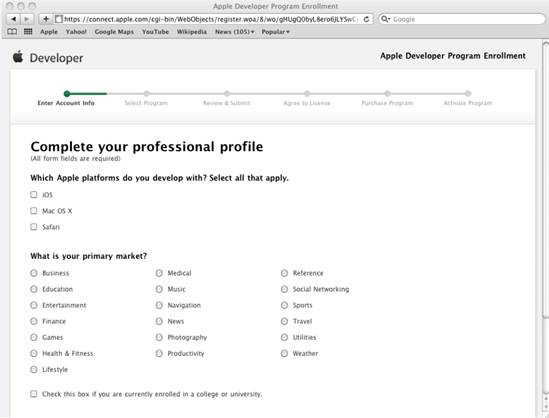 Apple Developer Program Enrollment
https://connect.apple.com/cgi-bin/WebObjects/register.woa/8/wo/gHUgQ0byL8ero6JLYSwC
Google
Apple Yahoo! Google Maps YouTube Wikipedia News (105) Popular
Developer
Apple Developer Program Enrollment
Enter Account Info Select Program Review & Submit Agree to License Purchase Program Activate Program
Complete your professional profile
(All form fields are required)
Which Apple platforms do you develop with? Select all that apply.
iOS
Mac OS X
Safari
What is your primary market?
Business Medical Reference
Education Music Social Networking
Entertainment Navigation Sports
Finance News Travel
Games Photography Utilities
Health & Fitness Productivity Weather
Lifestyle
Check this box if you are currently enrolled in a college or university.